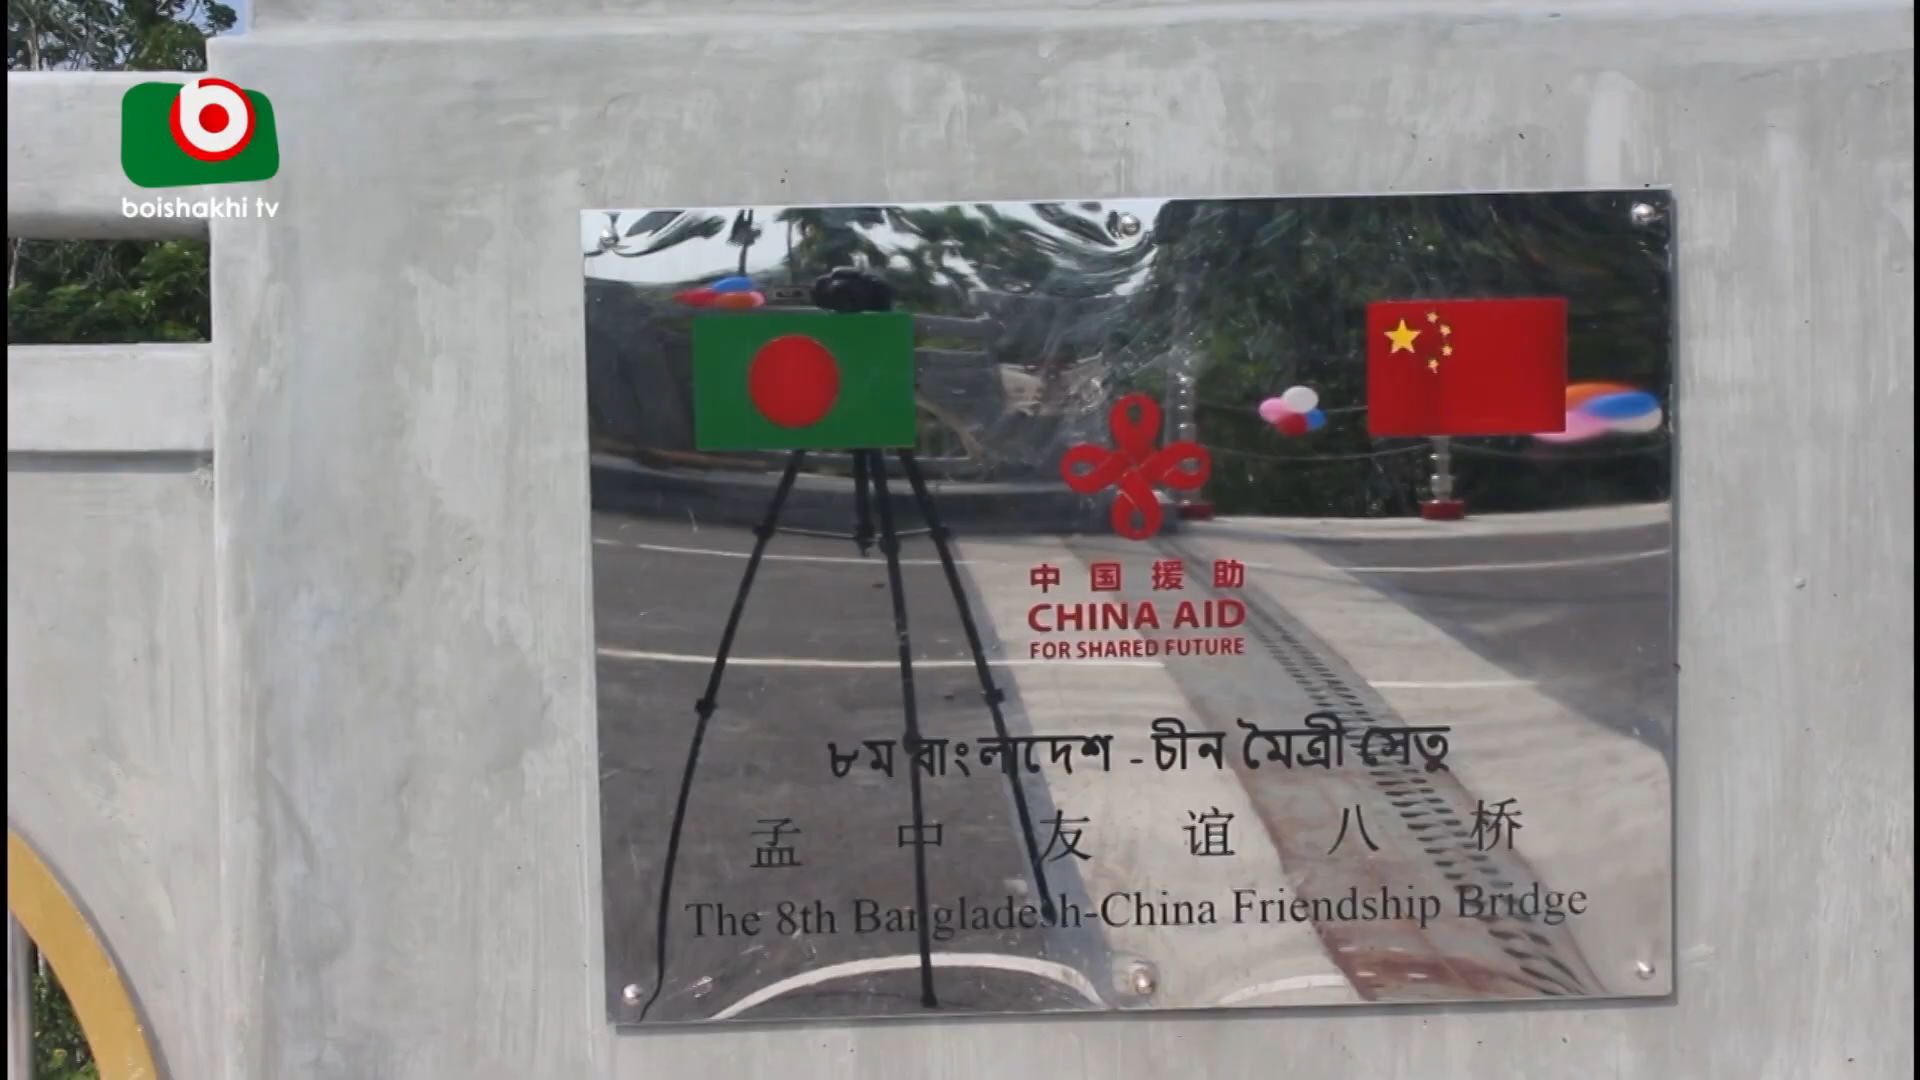 boishakhi tv
中国援助
CHINA AID
FOR SHARED FUTURE
৮ম বাংলাদেশ - চীন মৈত্রী সেতু
孟中友谊八桥
The 8th Bangladesh-China Friendship Bridge